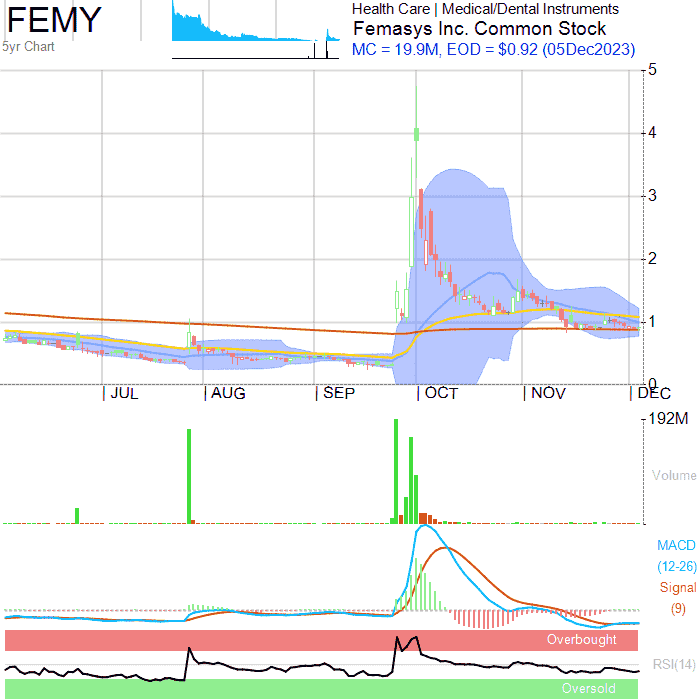 FEMY
5yr Chart
Health Care | Medical/Dental Instruments
Femasys Inc. Common Stock
MC = 19.9M, EOD = $0.92 (05Dec2023)
5
4
3
2
1
0
JUL AUG SEP OCT NOV DEC
192M
Volume
MACD
(12-26)
Signal
(9)
Overbought
RSI(14)
Oversold